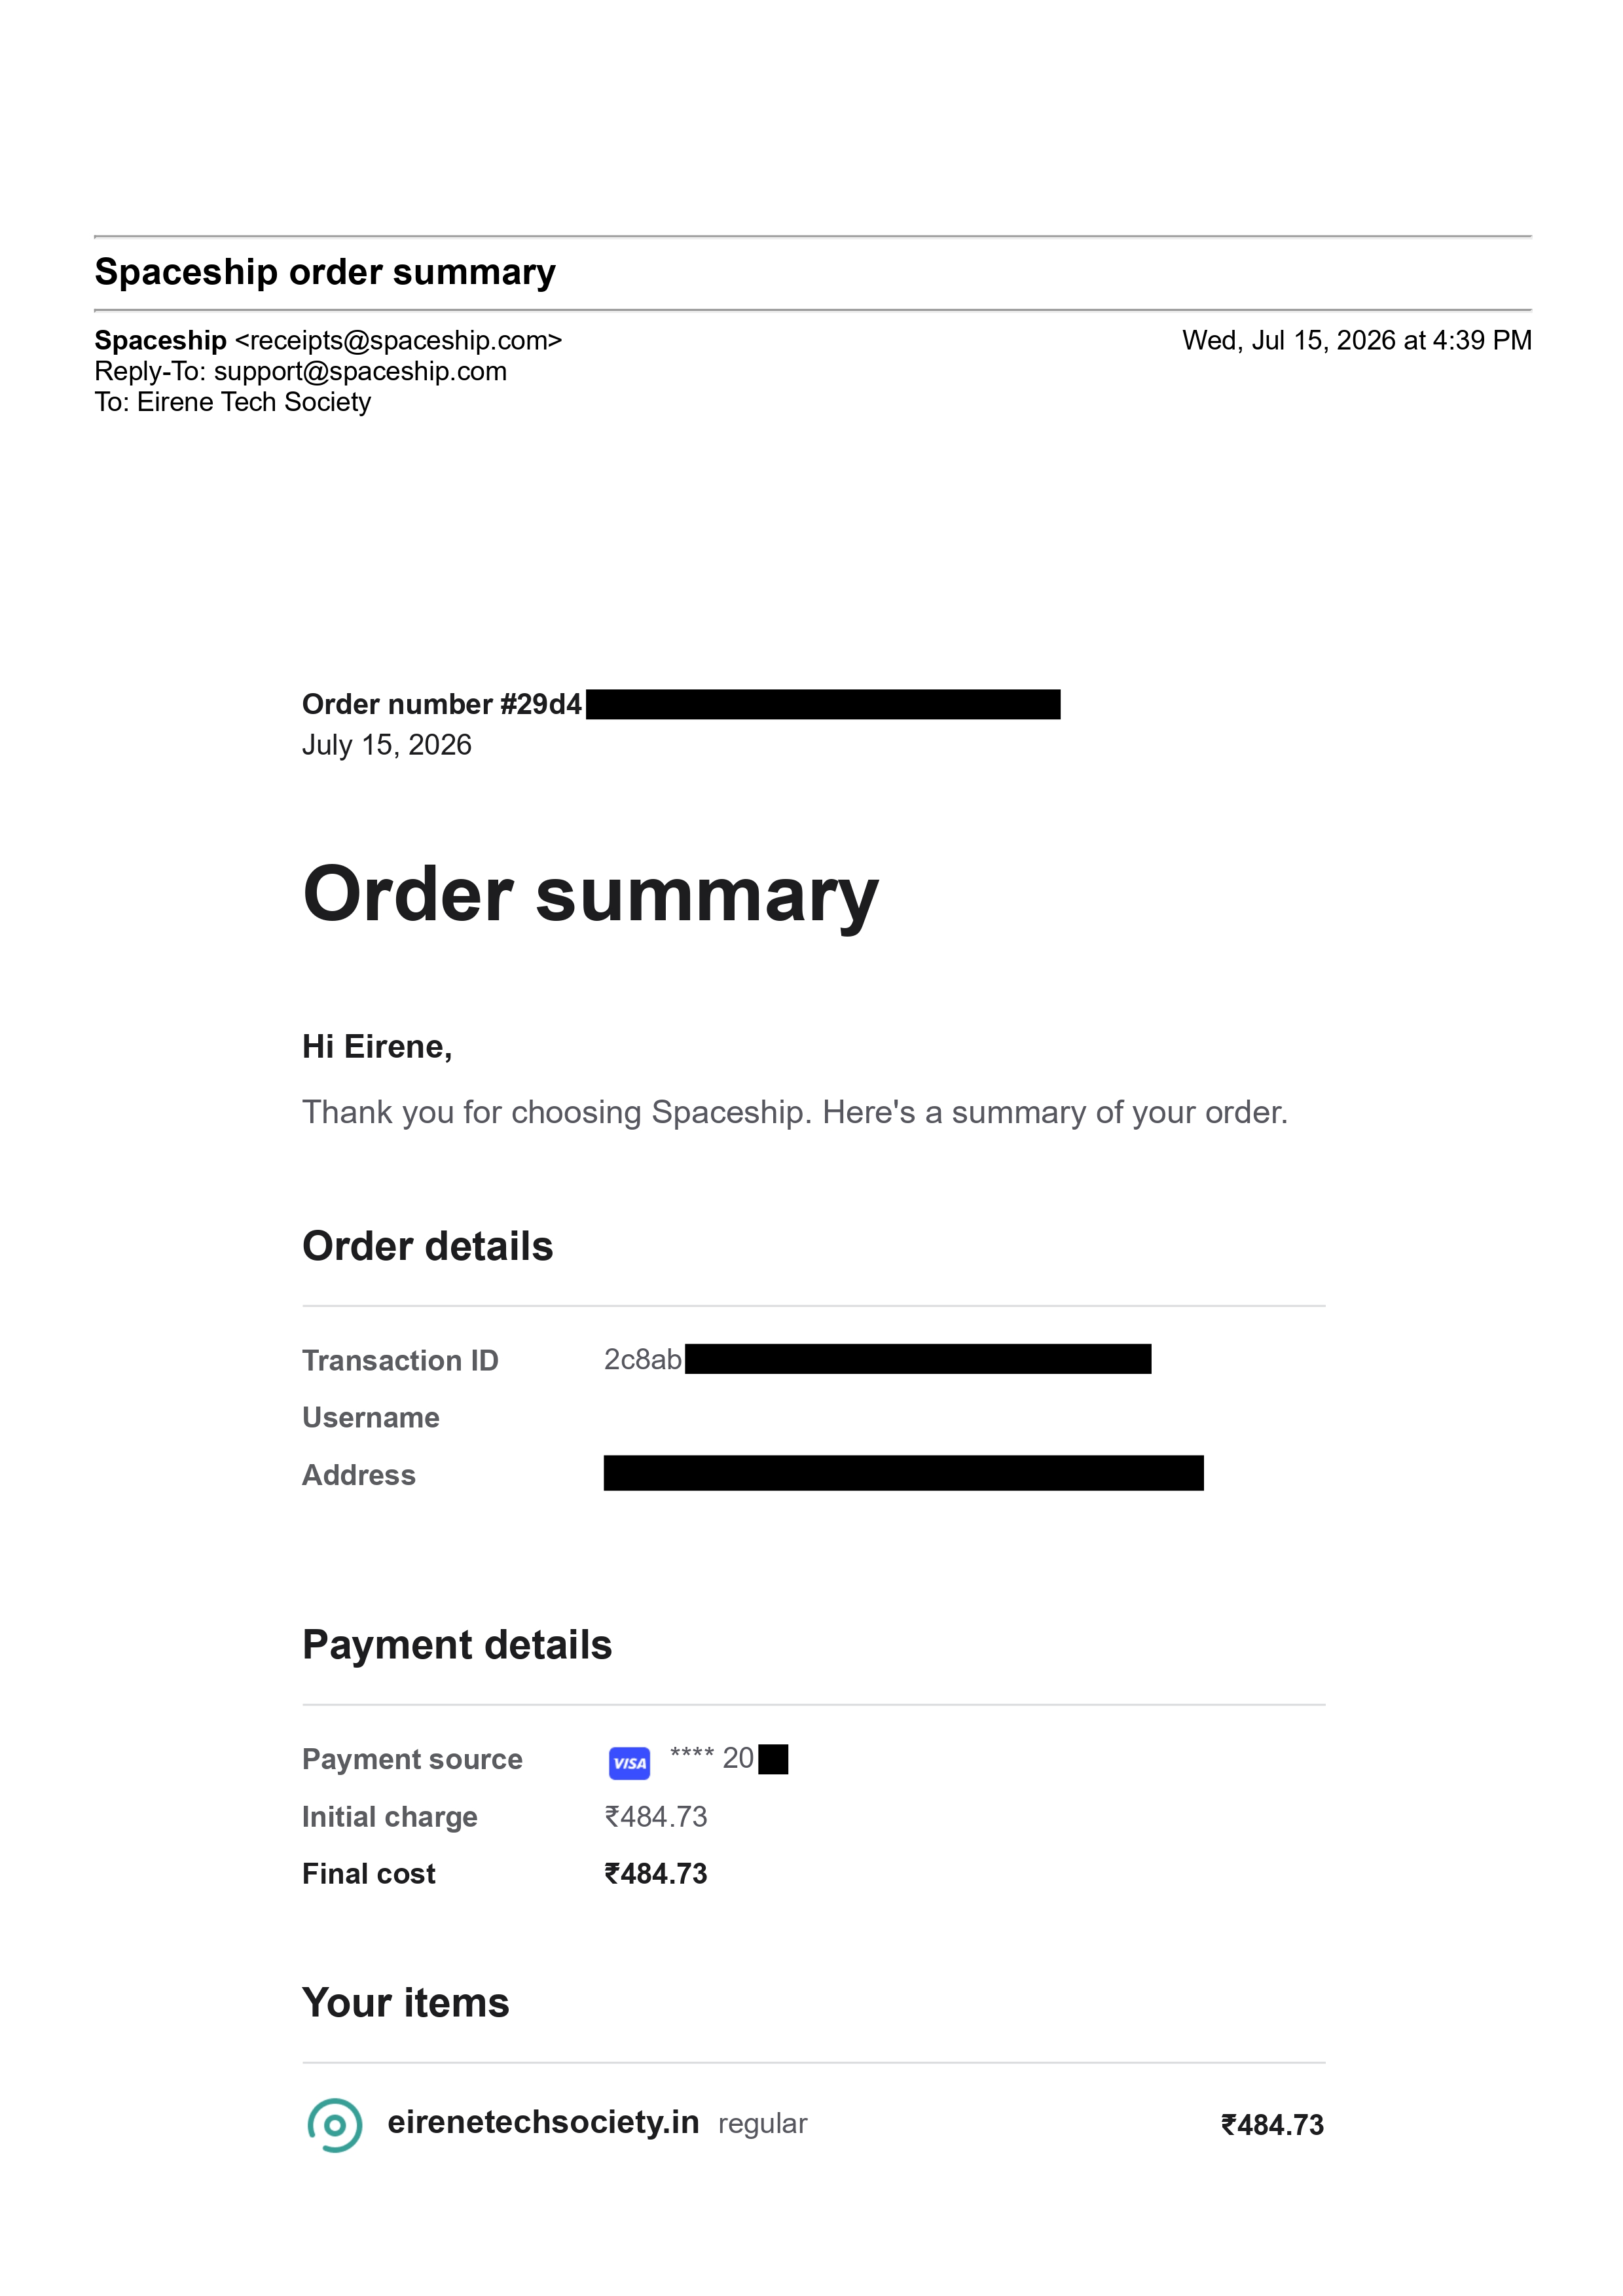 Spaceship order summary
Spaceship <receipts@spaceship.com> Wed, Jul 15, 2026 at 4:39 PM
Reply-To: support@spaceship.com
To: Eirene Tech Society
Order number #29d4
July 15, 2026
Order summary
Hi Eirene,
Thank you for choosing Spaceship. Here's a summary of your order.
Order details
Transaction ID 2c8ab
Username
Address
Payment details
Payment source VISA **** 20
Initial charge ₹484.73
Final cost ₹484.73
Your items
eirenetechsociety.in regular ₹484.73